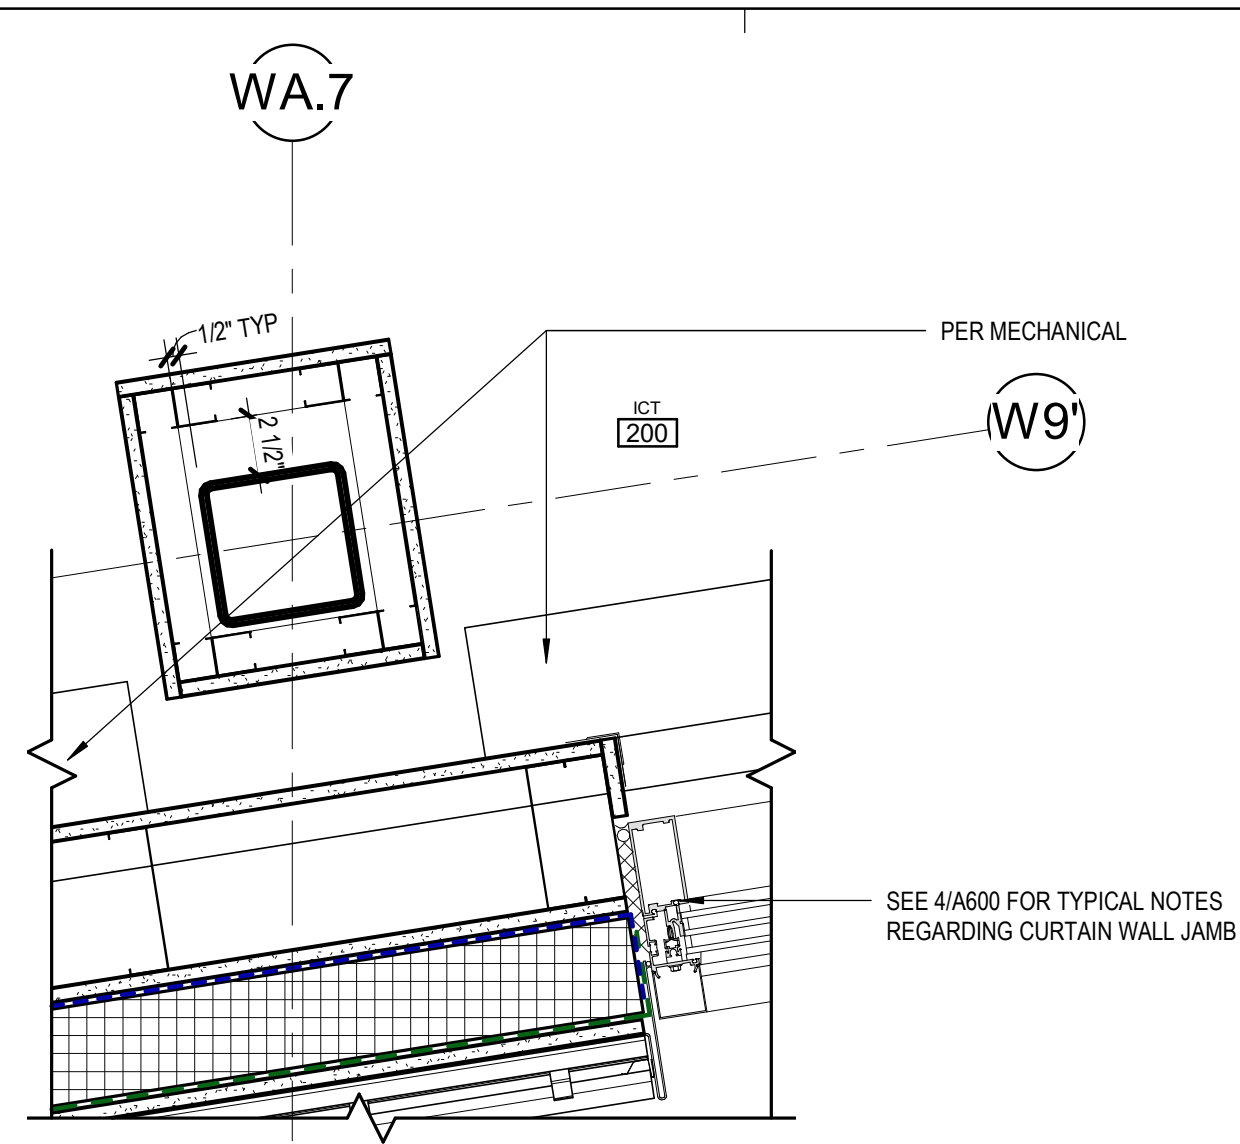 WA.7
1/2" TYP
PER MECHANICAL
ICT
200
W9'
2 1/2"
SEE 4/A600 FOR TYPICAL NOTES
REGARDING CURTAIN WALL JAMB